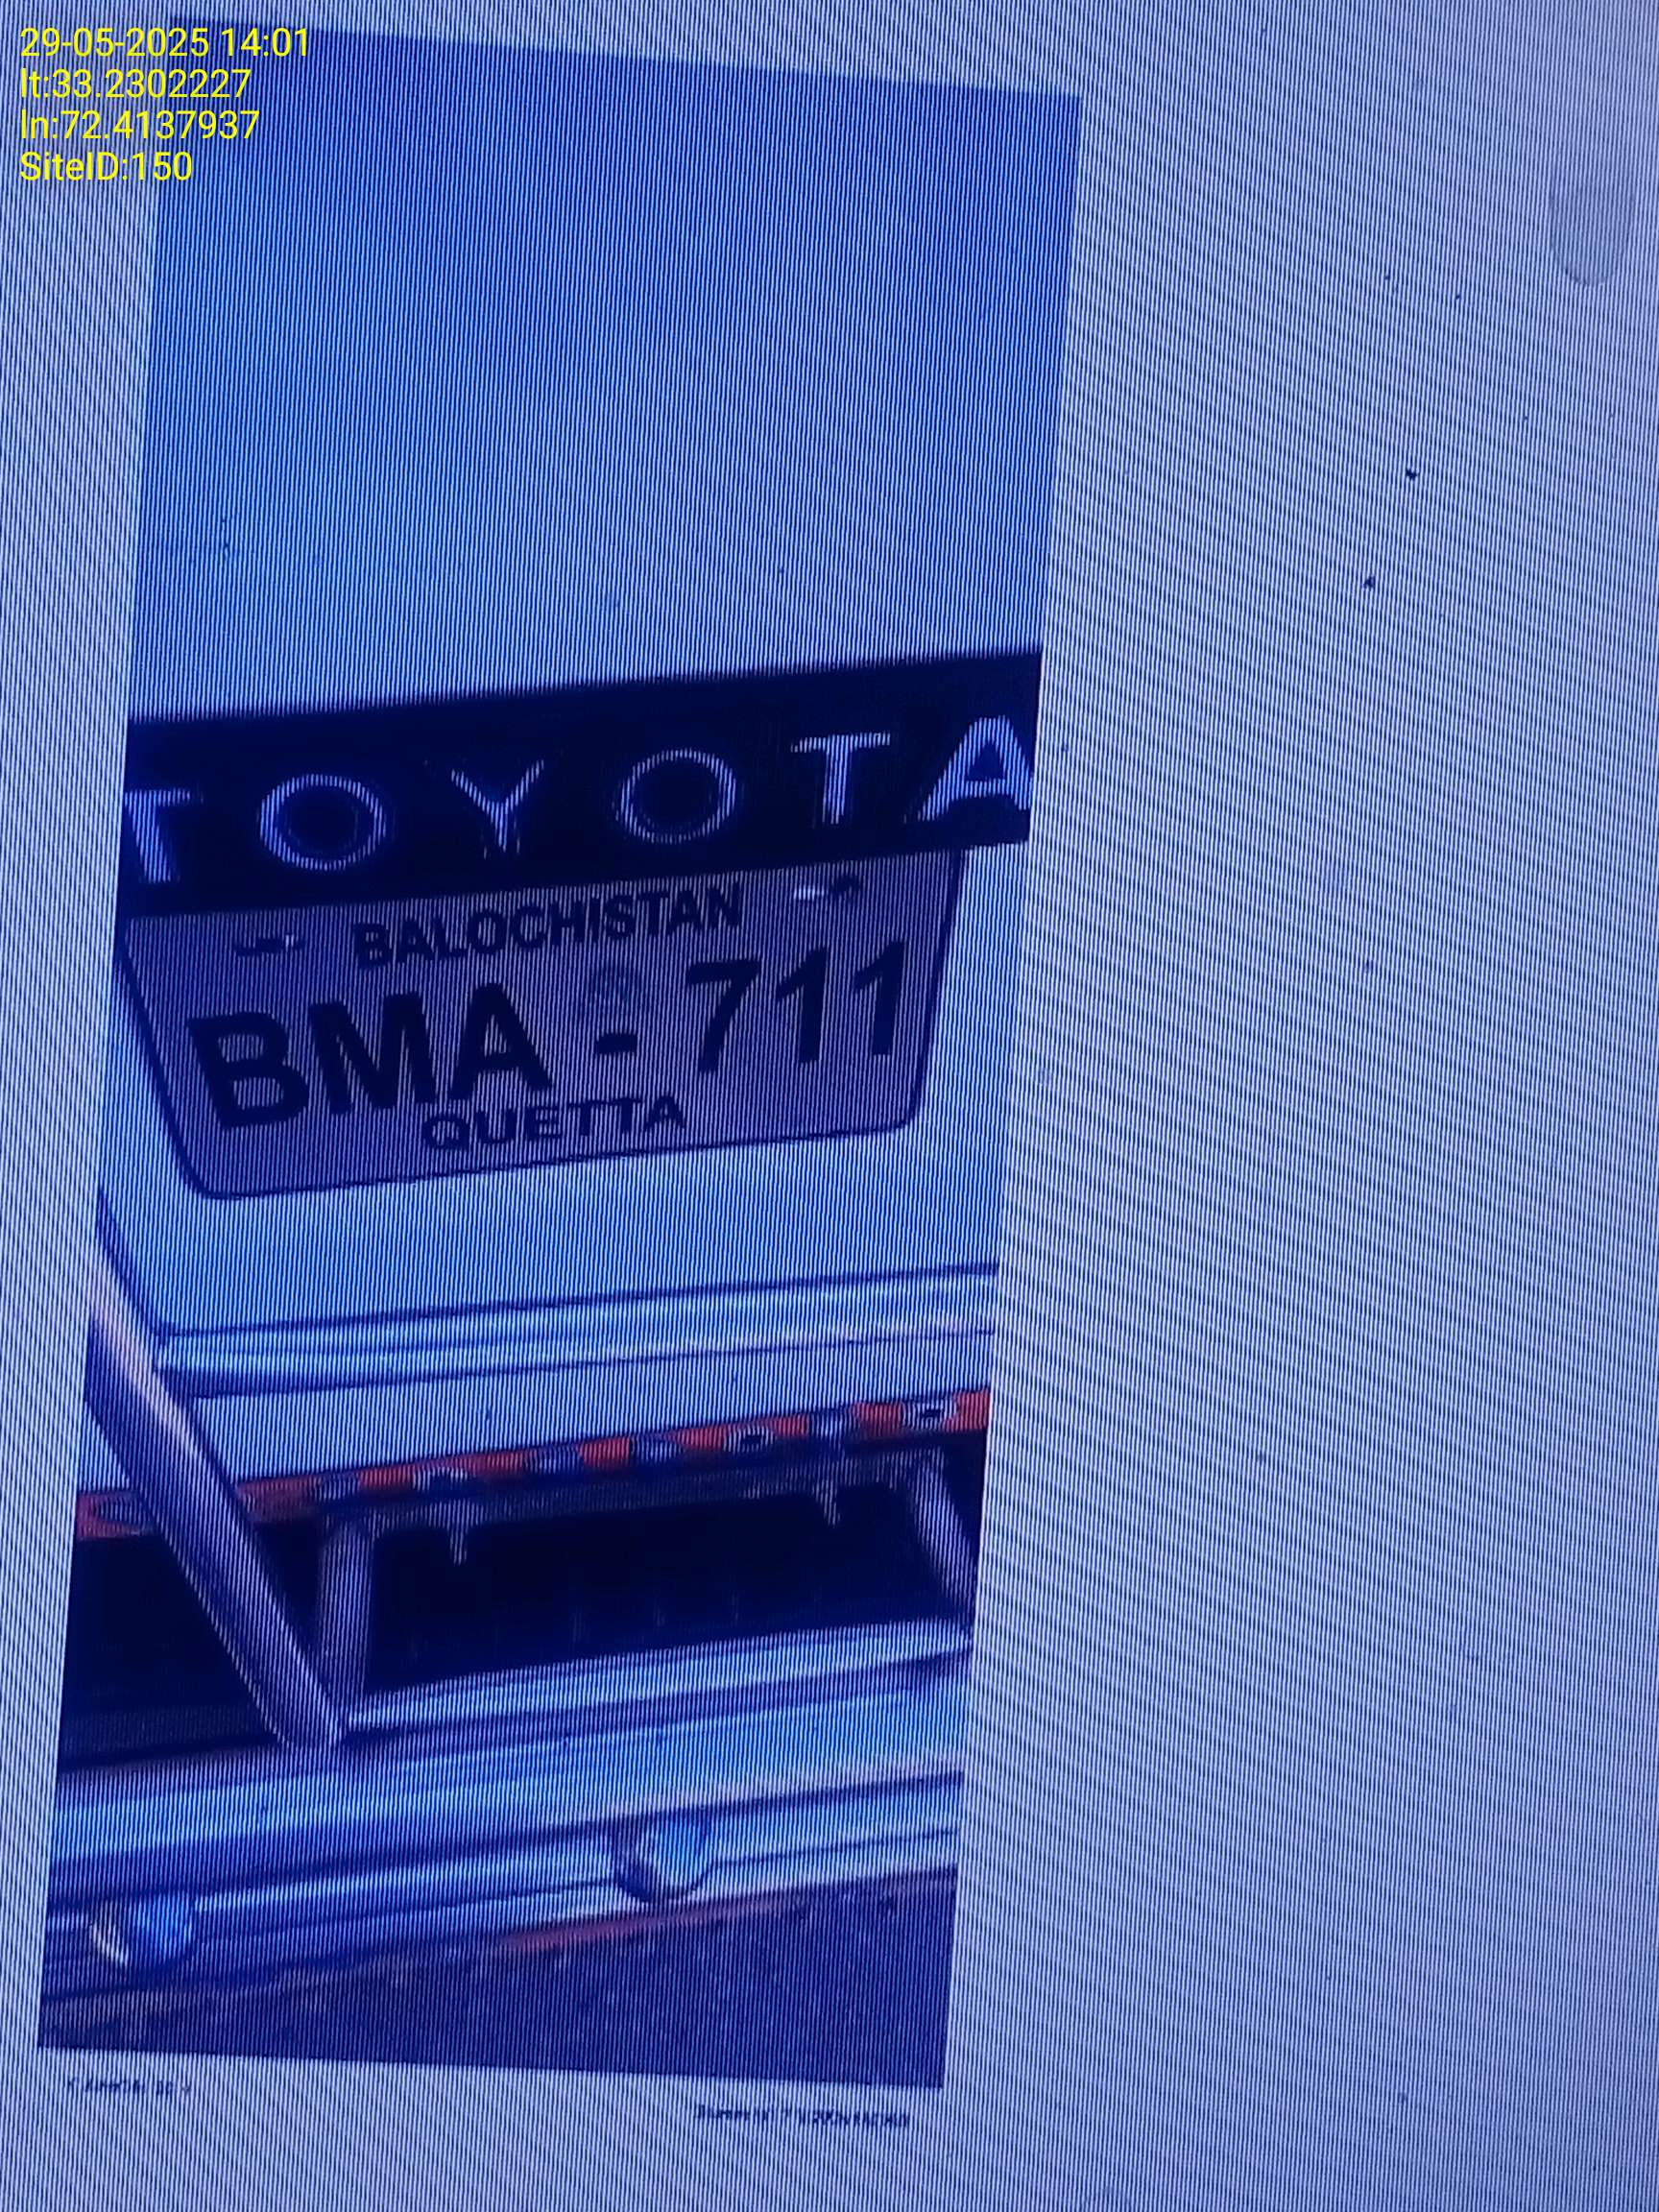 29-05-2025 14:01
lt:33.2302227
ln:72.4137937
SiteID:150
TOYOTA
BALOCHISTAN
BMA - 711
QUETTA